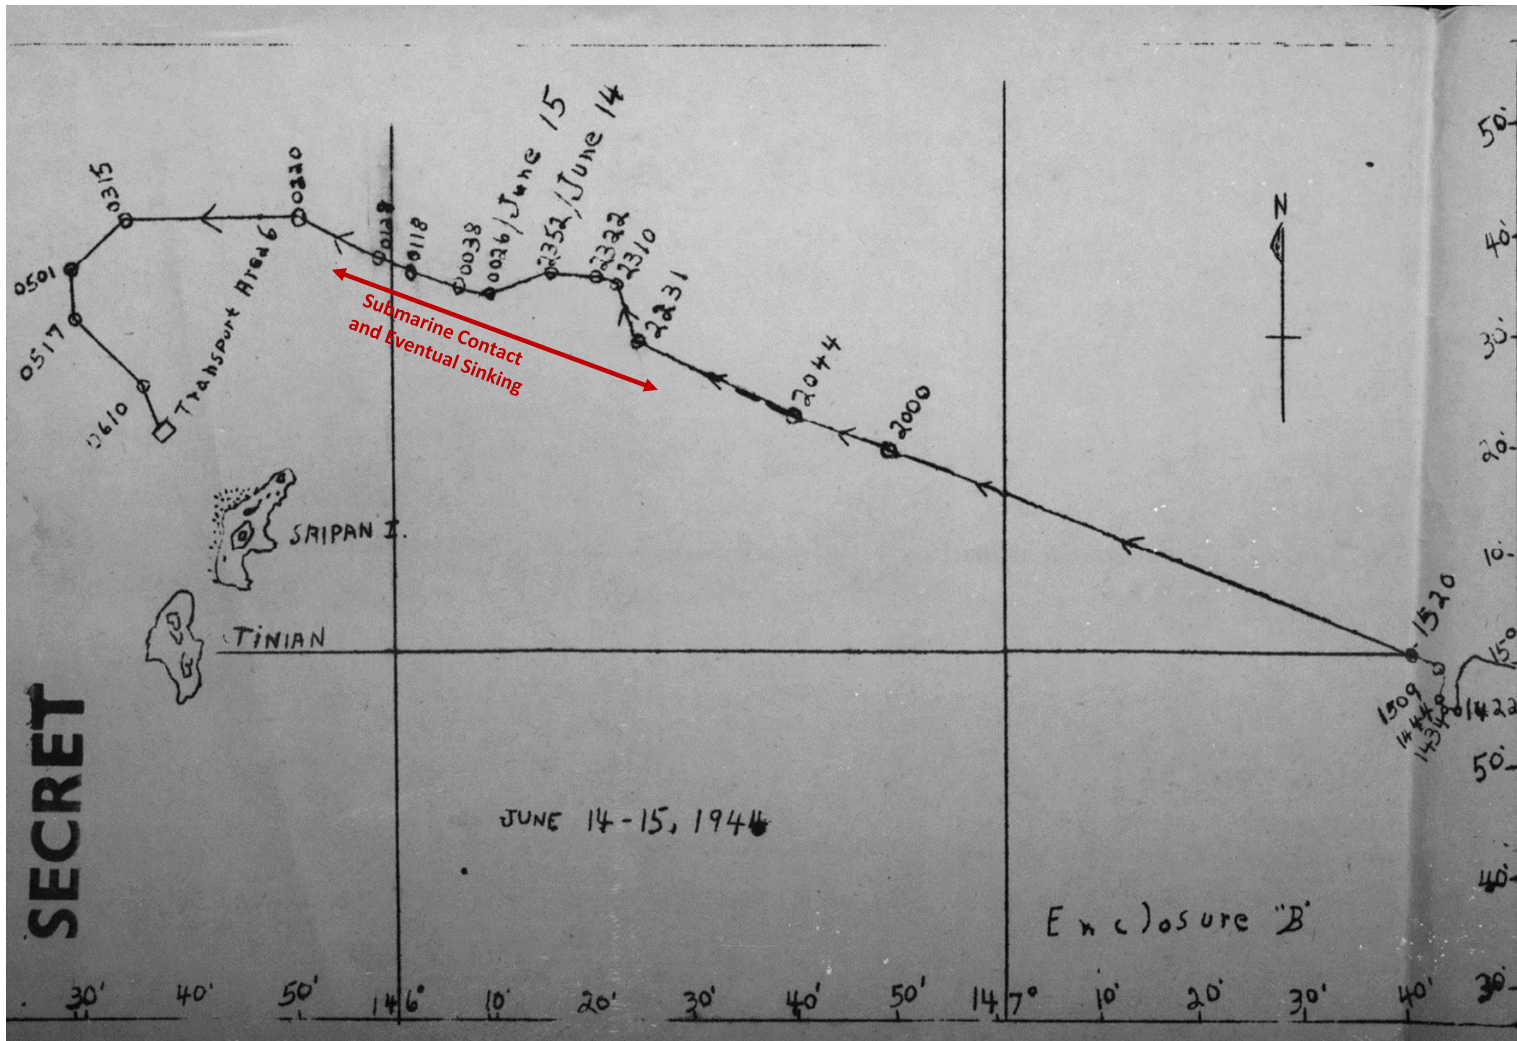 50'
0315
0220
0128
0118
0038
0026/June 15
2352/June 14
2322
2310
2231
N
40'
0501
0517
0610
Transport Area 6
Submarine Contact
and Eventual Sinking
2044
2000
30'
20'
10'
SAIPAN I.
TINIAN
1520
15°
1509
1444
1434
1422
50'
SECRET
JUNE 14-15, 1944
40'
Enclosure "B"
30'
30' 40' 50' 146° 10' 20' 30' 40' 50' 147° 10' 20' 30' 40'